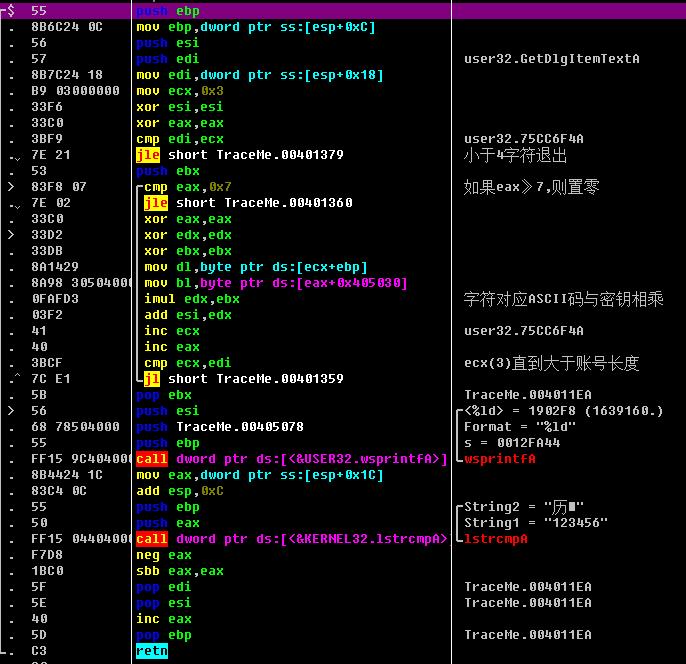 $ 55 push ebp
. 8B6C24 0C mov ebp,dword ptr ss:[esp+0xC]
. 56 push esi
. 57 push edi user32.GetDlgItemTextA
. 8B7C24 18 mov edi,dword ptr ss:[esp+0x18]
. B9 03000000 mov ecx,0x3
. 33F6 xor esi,esi
. 33C0 xor eax,eax
. 3BF9 cmp edi,ecx user32.75CC6F4A
. 7E 21 jle short TraceMe.00401379 小于4字符退出
. 53 push ebx
> 83F8 07 cmp eax,0x7 如果eax》7,则置零
. 7E 02 jle short TraceMe.00401360
. 33C0 xor eax,eax
> 33D2 xor edx,edx
. 33DB xor ebx,ebx
. 8A1429 mov dl,byte ptr ds:[ecx+ebp]
. 8A98 30504000 mov bl,byte ptr ds:[eax+0x405030]
. 0FAFD3 imul edx,ebx 字符对应ASCII码与密钥相乘
. 03F2 add esi,edx
. 41 inc ecx user32.75CC6F4A
. 40 inc eax
. 3BCF cmp ecx,edi ecx(3)直到大于账号长度
.^ 7C E1 jl short TraceMe.00401359
. 5B pop ebx TraceMe.004011EA
> 56 push esi <%ld> = 1902F8 (1639160.)
. 68 78504000 push TraceMe.00405078 Format = "%ld"
. 55 push ebp s = 0012FA44
. FF15 9C404000 call dword ptr ds:[<&USER32.wsprintfA>] wsprintfA
. 8B4424 1C mov eax,dword ptr ss:[esp+0x1C]
. 83C4 0C add esp,0xC
. 55 push ebp String2 = "历■"
. 50 push eax String1 = "123456"
. FF15 04404000 call dword ptr ds:[<&KERNEL32.lstrcmpA> lstrcmpA
. F7D8 neg eax
. 1BC0 sbb eax,eax
. 5F pop edi TraceMe.004011EA
. 5E pop esi TraceMe.004011EA
. 40 inc eax
. 5D pop ebp TraceMe.004011EA
. C3 retn